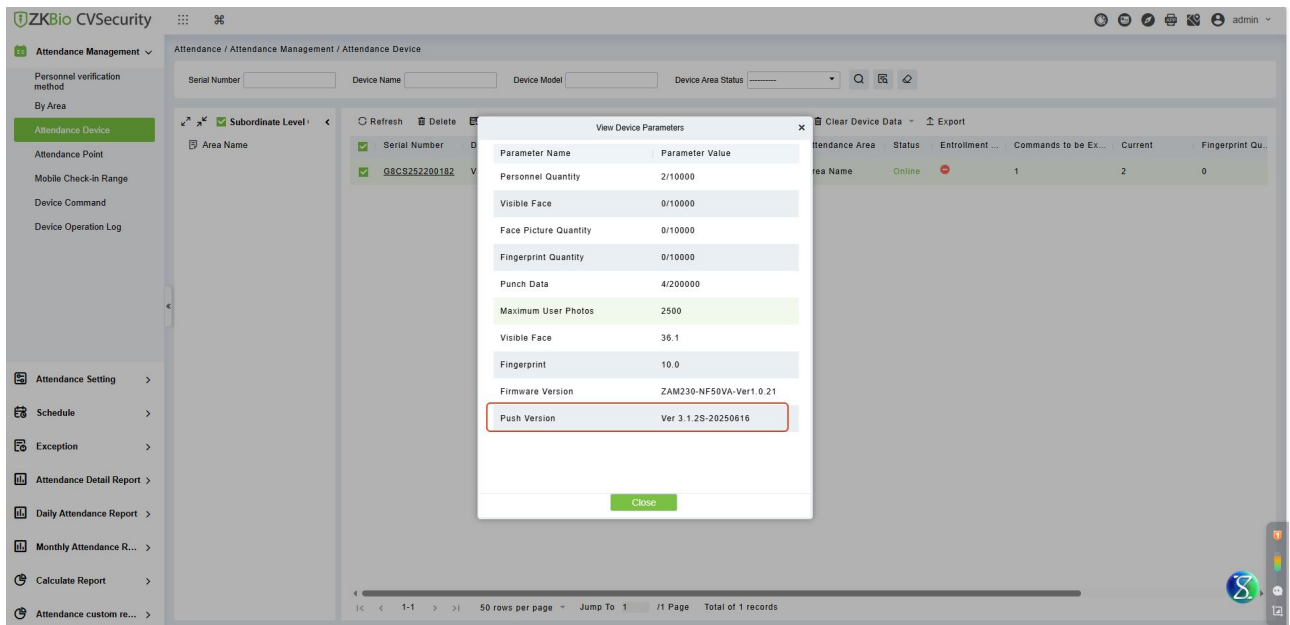 ZKBio CVSecurity
admin
Attendance Management
Attendance / Attendance Management / Attendance Device
Personnel verification
method
By Area
Attendance Device
Attendance Point
Mobile Check-in Range
Device Command
Device Operation Log
Attendance Setting
Schedule
Exception
Attendance Detail Report
Daily Attendance Report
Monthly Attendance R...
Calculate Report
Attendance custom re...
Serial Number Device Name Device Model Device Area Status ----------
Subordinate Level
Area Name
Refresh Delete Clear Device Data Export
Serial Number D ttendance Area Status Entrollment ... Commands to be Ex... Current Fingerprint Qu..
G8CS252200182 V rea Name Online 1 2 0
View Device Parameters
Parameter Name Parameter Value
Personnel Quantity 2/10000
Visible Face 0/10000
Face Picture Quantity 0/10000
Fingerprint Quantity 0/10000
Punch Data 4/200000
Maximum User Photos 2500
Visible Face 36.1
Fingerprint 10.0
Firmware Version ZAM230-NF50VA-Ver1.0.21
Push Version Ver 3.1.2S-20250616
Close
1-1 50 rows per page Jump To 1 /1 Page Total of 1 records